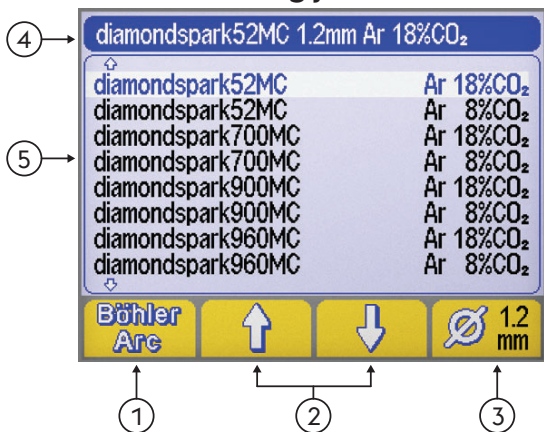 4
diamondspark52MC 1.2mm Ar 18%CO₂
diamondspark52MC Ar 18%CO₂
diamondspark52MC Ar 8%CO₂
diamondspark700MC Ar 18%CO₂
5
diamondspark700MC Ar 8%CO₂
diamondspark900MC Ar 18%CO₂
diamondspark900MC Ar 8%CO₂
diamondspark960MC Ar 18%CO₂
diamondspark960MC Ar 8%CO₂
Böhler Ø 1.2
Arc mm
1 2 3